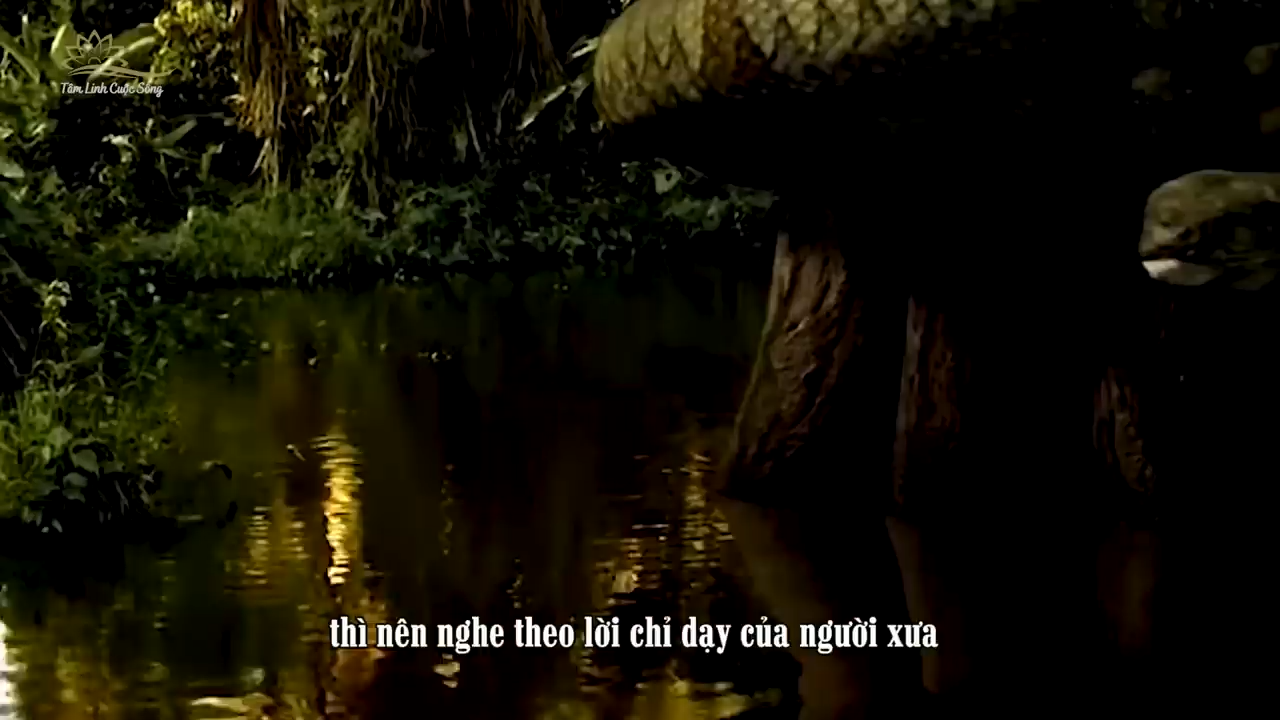 Tâm Linh Cuộc Sống
thì nên nghe theo lời chỉ dạy của người xưa